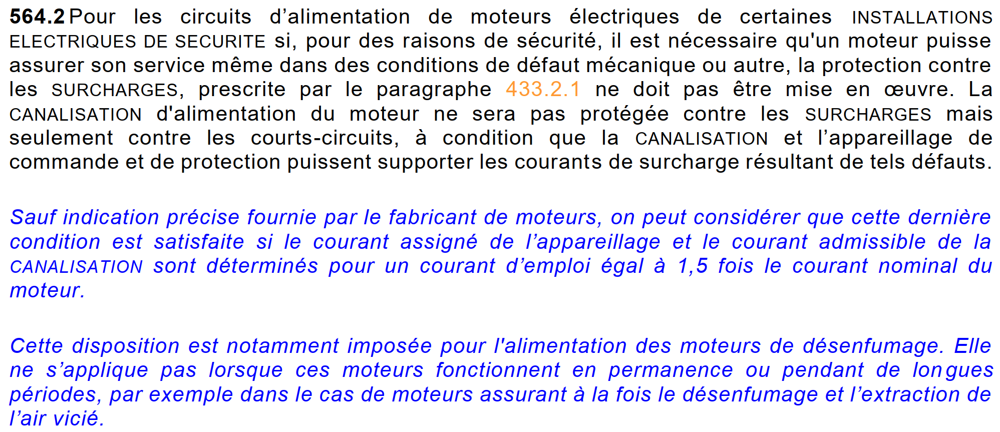 564.2 Pour les circuits d’alimentation de moteurs électriques de certaines INSTALLATIONS
ELECTRIQUES DE SECURITE si, pour des raisons de sécurité, il est nécessaire qu'un moteur puisse
assurer son service même dans des conditions de défaut mécanique ou autre, la protection contre
les SURCHARGES, prescrite par le paragraphe 433.2.1 ne doit pas être mise en œuvre. La
CANALISATION d'alimentation du moteur ne sera pas protégée contre les SURCHARGES mais
seulement contre les courts-circuits, à condition que la CANALISATION et l’appareillage de
commande et de protection puissent supporter les courants de surcharge résultant de tels défauts.
Sauf indication précise fournie par le fabricant de moteurs, on peut considérer que cette dernière
condition est satisfaite si le courant assigné de l’appareillage et le courant admissible de la
CANALISATION sont déterminés pour un courant d’emploi égal à 1,5 fois le courant nominal du
moteur.
Cette disposition est notamment imposée pour l'alimentation des moteurs de désenfumage. Elle
ne s’applique pas lorsque ces moteurs fonctionnent en permanence ou pendant de longues
périodes, par exemple dans le cas de moteurs assurant à la fois le désenfumage et l’extraction de
l’air vicié.